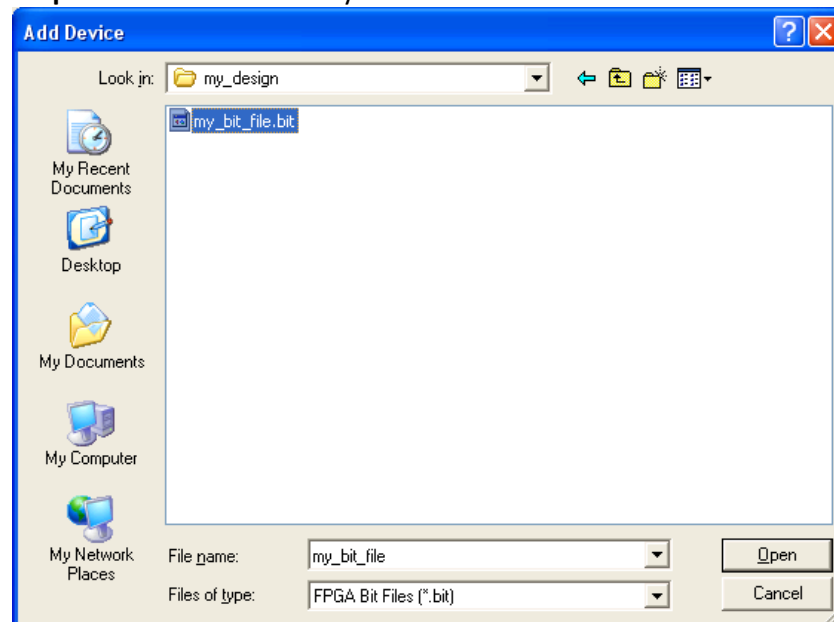 Add Device
Look in:
my_design
my_bit_file.bit
My Recent
Documents
Desktop
My Documents
My Computer
My Network
Places
File name:
my_bit_file
Open
Files of type:
FPGA Bit Files (*.bit)
Cancel